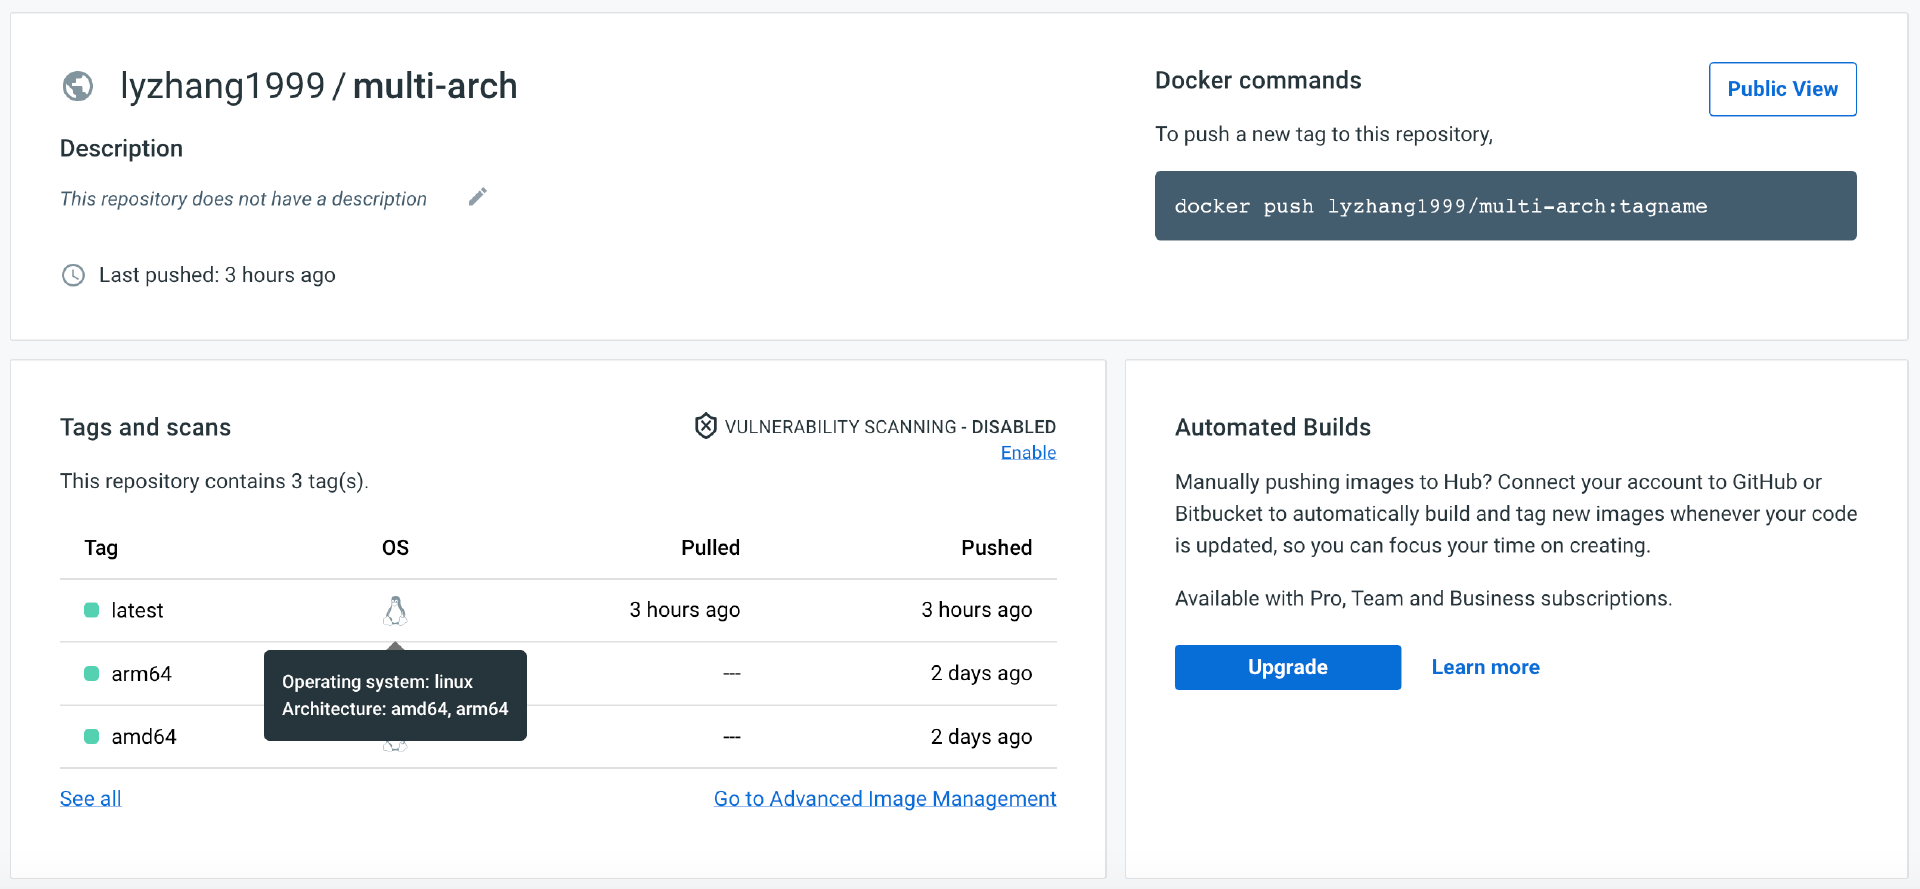 lyzhang1999 / multi-arch
Description
This repository does not have a description
Last pushed: 3 hours ago
Docker commands
Public View
To push a new tag to this repository,
docker push lyzhang1999/multi-arch:tagname
Tags and scans
VULNERABILITY SCANNING - DISABLED
Enable
This repository contains 3 tag(s).
Tag OS Pulled Pushed
latest 3 hours ago 3 hours ago
Operating system: linux
Architecture: amd64, arm64
arm64 --- 2 days ago
amd64 --- 2 days ago
See all Go to Advanced Image Management
Automated Builds
Manually pushing images to Hub? Connect your account to GitHub or
Bitbucket to automatically build and tag new images whenever your code
is updated, so you can focus your time on creating.
Available with Pro, Team and Business subscriptions.
Upgrade Learn more